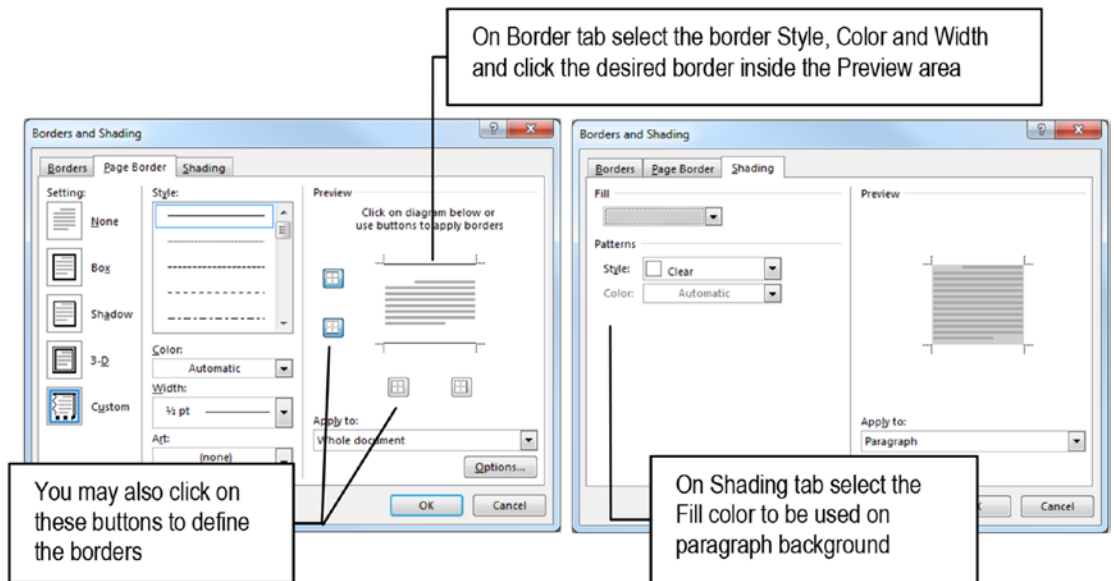 On Border tab select the border Style, Color and Width
and click the desired border inside the Preview area
Borders and Shading
Borders Page Border Shading
Setting:
None
Box
Shadow
3-D
Custom
Style:
Color:
Automatic
Width:
½ pt
Art:
(none)
Preview
Click on diagram below or
use buttons to apply borders
Apply to:
Whole document
Options...
OK Cancel
You may also click on
these buttons to define
the borders
Borders and Shading
Borders Page Border Shading
Fill
Patterns
Style: Clear
Color: Automatic
Preview
Apply to:
Paragraph
Cancel
On Shading tab select the
Fill color to be used on
paragraph background